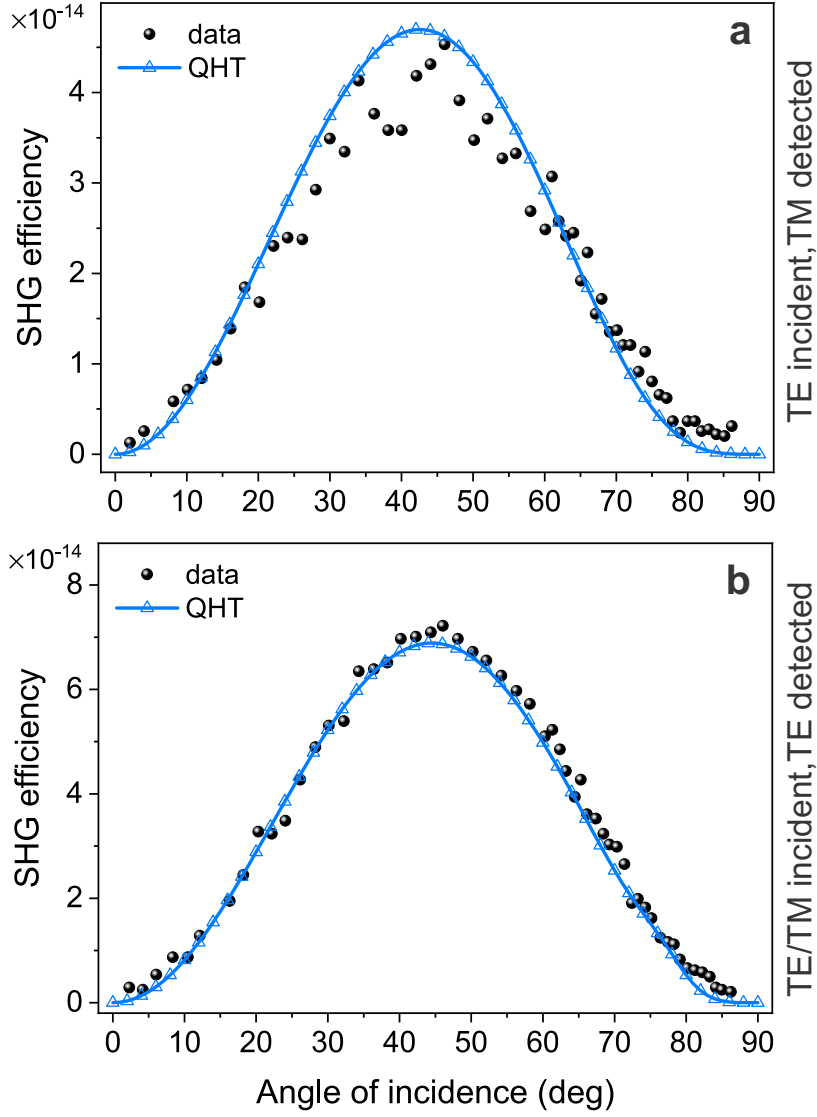 ×10-14
a
data
QHT
4
3
2
1
0
SHG efficiency
TE incident, TM detected
0 10 20 30 40 50 60 70 80 90
×10-14
b
data
QHT
8
6
4
2
0
SHG efficiency
TE/TM incident, TE detected
0 10 20 30 40 50 60 70 80 90
Angle of incidence (deg)